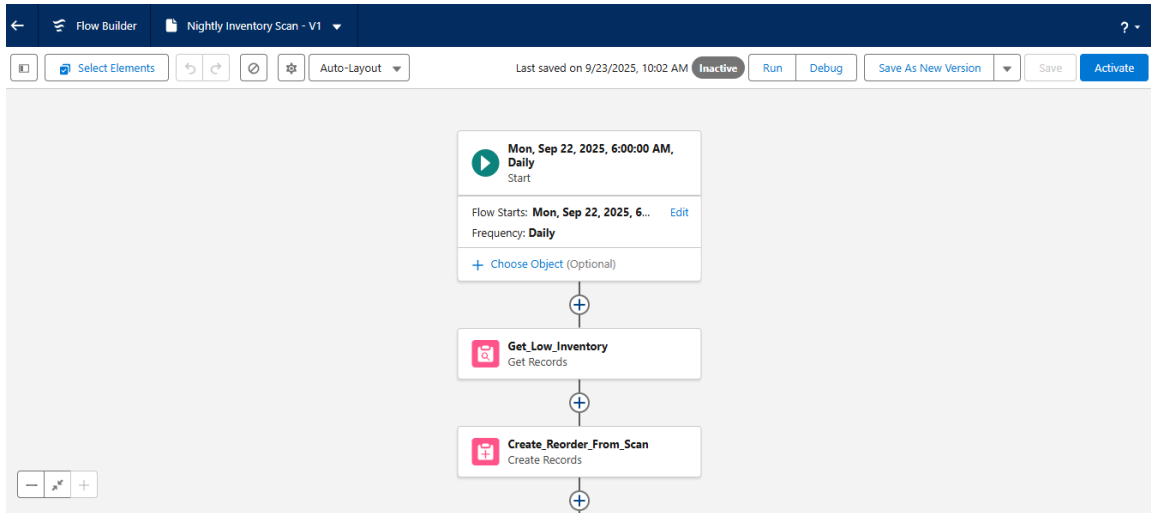 Flow Builder Nightly Inventory Scan - V1 ?
Select Elements Auto-Layout Last saved on 9/23/2025, 10:02 AM Inactive Run Debug Save As New Version Save Activate
Mon, Sep 22, 2025, 6:00:00 AM,
Daily
Start
Flow Starts: Mon, Sep 22, 2025, 6... Edit
Frequency: Daily
+ Choose Object (Optional)
Get_Low_Inventory
Get Records
Create_Reorder_From_Scan
Create Records